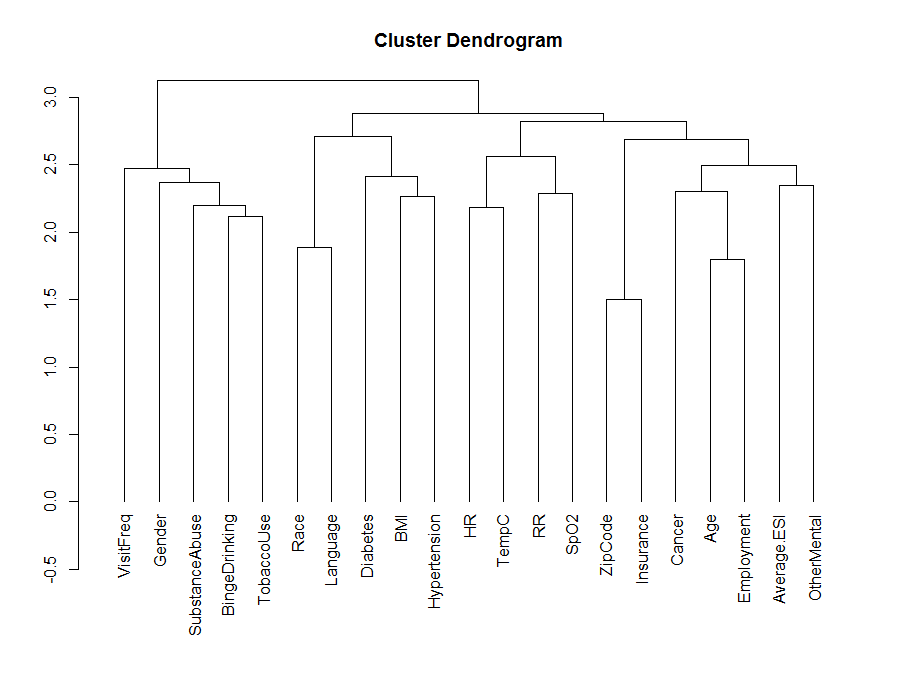 Cluster Dendrogram
3.0
2.5
2.0
1.5
1.0
0.5
0.0
-0.5
VisitFreq
Gender
SubstanceAbuse
BingeDrinking
TobaccoUse
Race
Language
Diabetes
BMI
Hypertension
HR
TempC
RR
SpO2
ZipCode
Insurance
Cancer
Age
Employment
Average.ESI
OtherMental